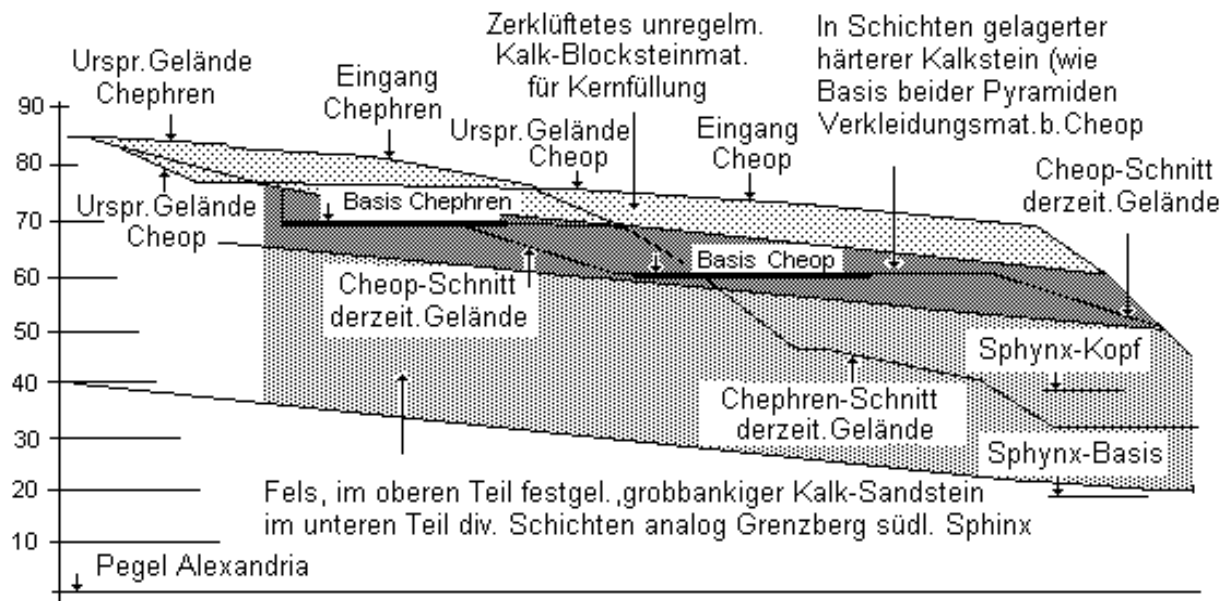 Zerklüftetes unregelm.
Kalk-Blocksteinmat.
für Kernfüllung
In Schichten gelagerter
härterer Kalkstein (wie
Basis beider Pyramiden
Verkleidungsmat.b.Cheop
Urspr.Gelände
Chephren
Eingang
Chephren
Urspr.Gelände
Cheop
Eingang
Cheop
Cheop-Schnitt
derzeit.Gelände
90
80
70
60
50
40
30
20
10
Urspr.Gelände
Cheop
Basis Chephren
Basis Cheop
Cheop-Schnitt
derzeit.Gelände
Sphynx-Kopf
Chephren-Schnitt
derzeit.Gelände
Sphynx-Basis
Fels, im oberen Teil festgel.,grobbankiger Kalk-Sandstein
im unteren Teil div. Schichten analog Grenzberg südl. Sphinx
Pegel Alexandria